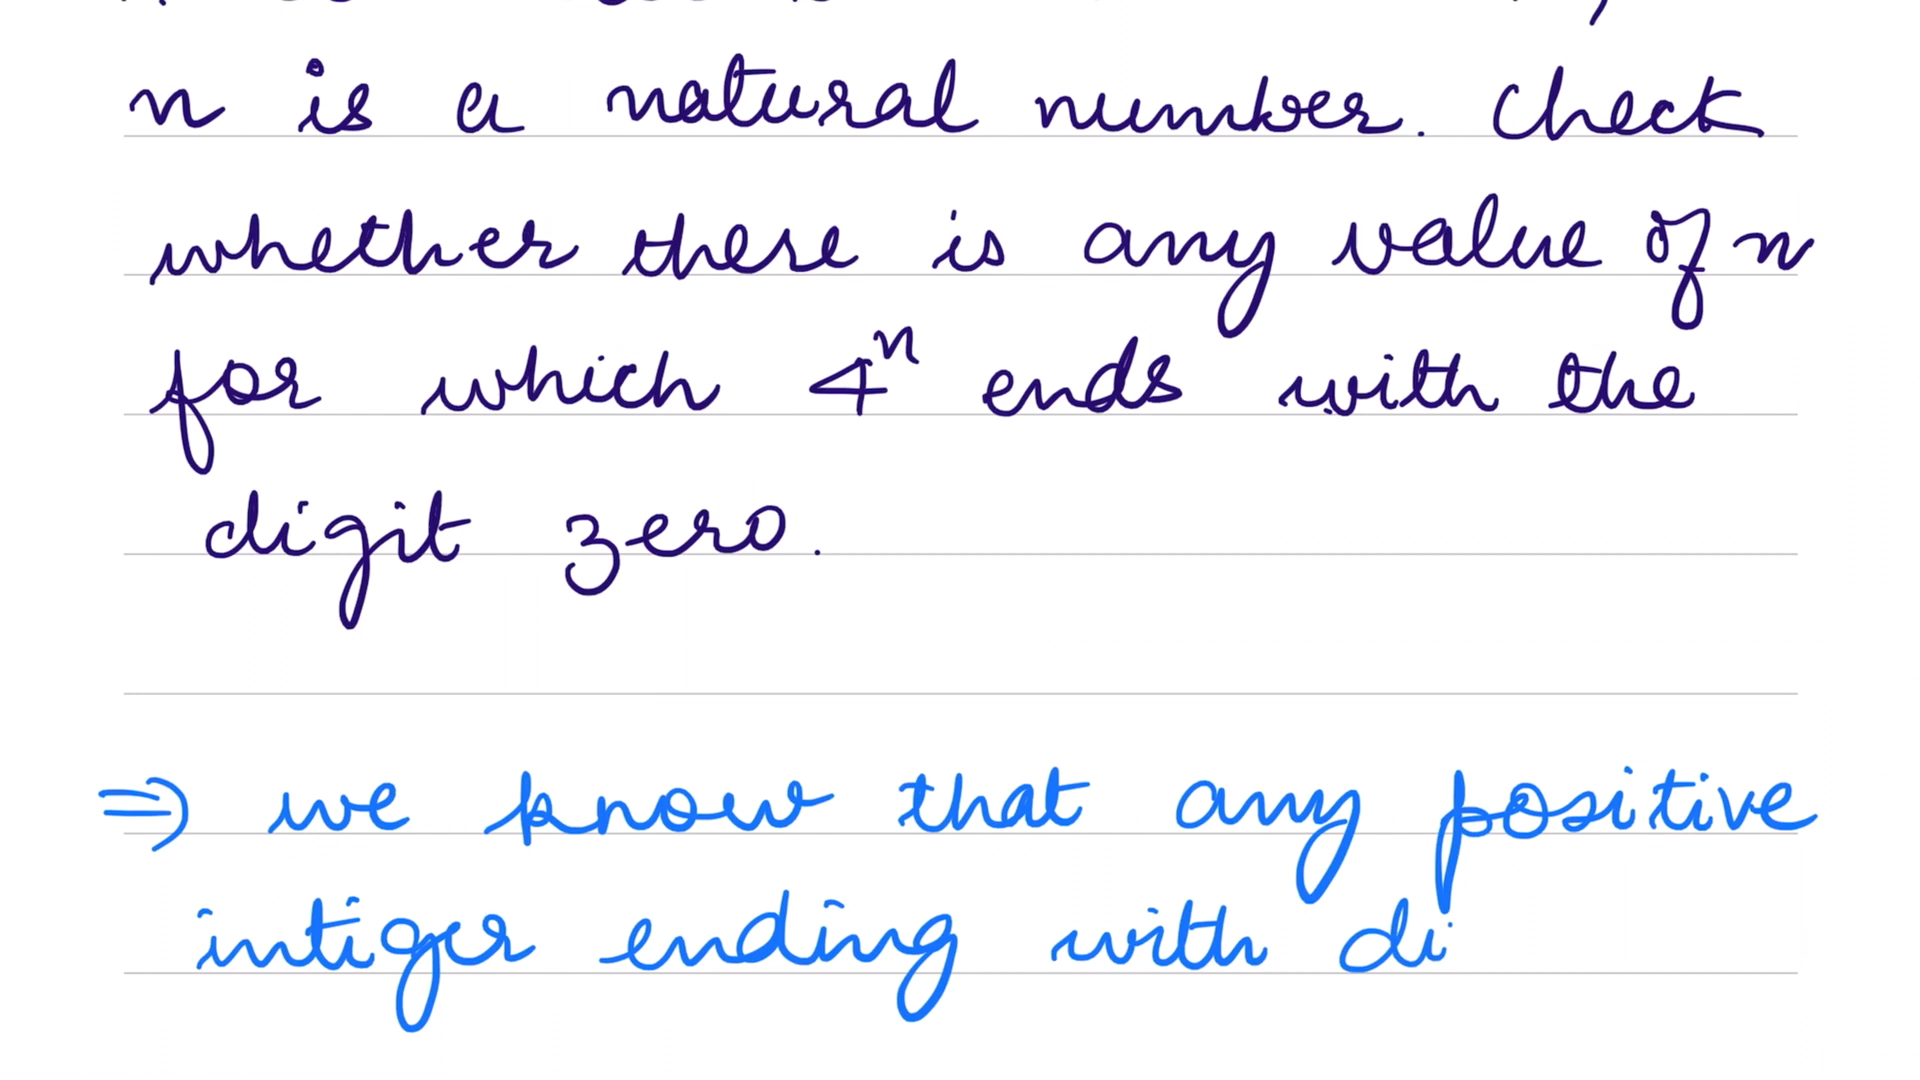 n is a natural number. Check
whether there is any value of n
for which 4ⁿ ends with the
digit zero.
⇒ we know that any positive
intiger ending with di